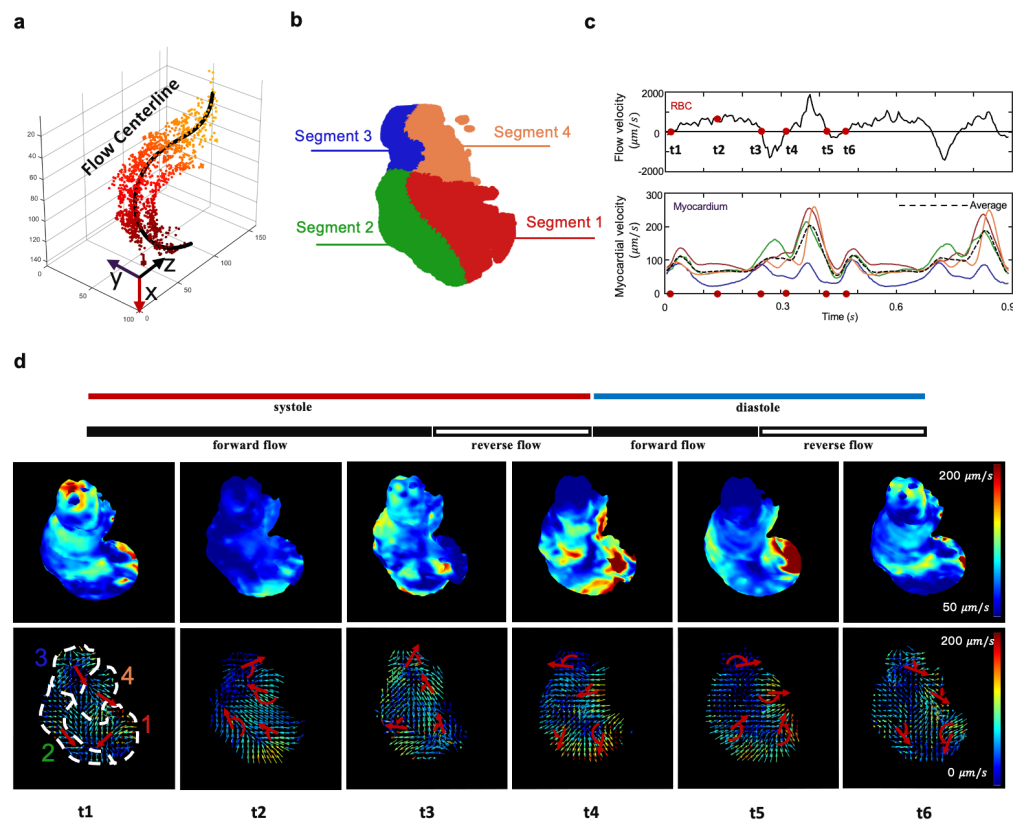 a
b
c
Flow Centerline
20
40
60
80
100
120
140
0
50
100
0
50
100
150
y
z
x
Segment 3
Segment 4
Segment 2
Segment 1
Flow velocity
(μm/s)
2000
0
-2000
RBC
t1
t2
t3
t4
t5
t6
Myocardial velocity
(μm/s)
300
200
100
0
Myocardium
Average
0
0.3
0.6
0.9
Time (s)
d
systole
diastole
forward flow
reverse flow
forward flow
reverse flow
200 μm/s
50 μm/s
3
4
1
2
200 μm/s
0 μm/s
t1
t2
t3
t4
t5
t6